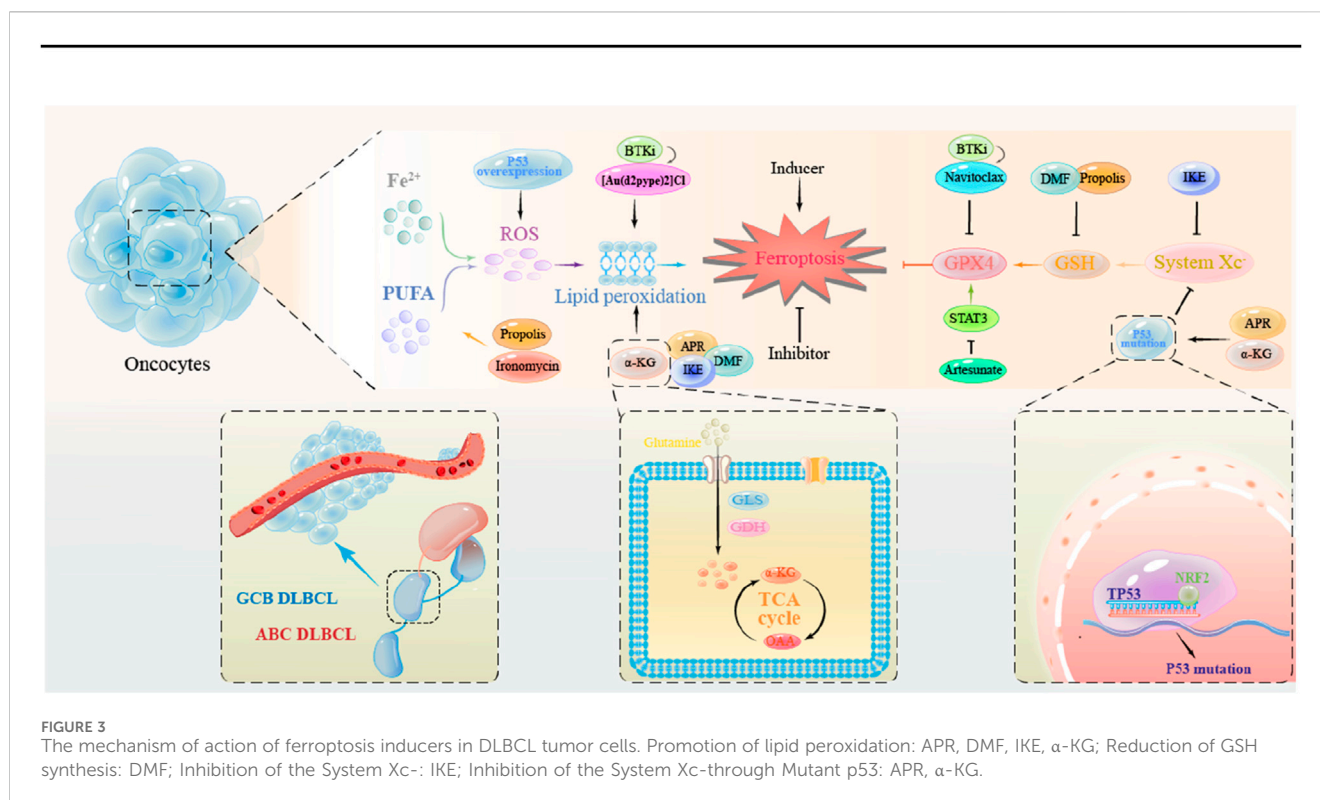 P53
overexpression
BTKi
[Au(d2pype)2]Cl
Inducer
BTKi
Navitoclax
DMF
Propolis
IKE
Fe²⁺
ROS
PUFA
Lipid peroxidation
Ferroptosis
GPX4
GSH
System Xc⁻
Oncocytes
Propolis
Ironomycin
α-KG
APR
IKE
DMF
Inhibitor
STAT3
Artesunate
P53
mutation
APR
α-KG
GCB DLBCL
ABC DLBCL
Glutamine
GLS
GDH
α-KG
TCA
cycle
OAA
NRF2
TP53
P53 mutation
FIGURE 3
The mechanism of action of ferroptosis inducers in DLBCL tumor cells. Promotion of lipid peroxidation: APR, DMF, IKE, α-KG; Reduction of GSH
synthesis: DMF; Inhibition of the System Xc-: IKE; Inhibition of the System Xc-through Mutant p53: APR, α-KG.